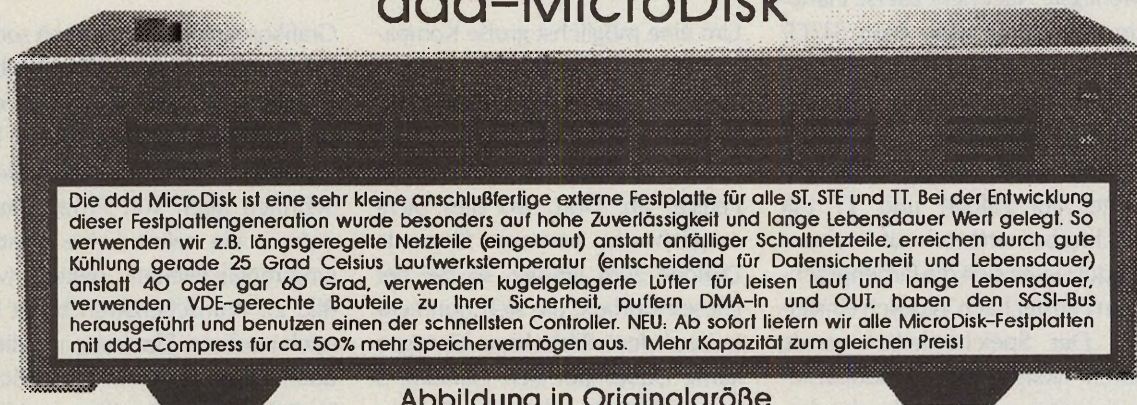 ddd-MicroDisk
Die ddd MicroDisk ist eine sehr kleine anschlußfertige externe Festplatte für alle ST, STE und TT. Bei der Entwicklung
dieser Festplattengeneration wurde besonders auf hohe Zuverlässigkeit und lange Lebensdauer Wert gelegt. So
verwenden wir z.B. längsgeregelte Netzteile (eingebaut) anstatt anfälliger Schaltnetzteile, erreichen durch gute
Kühlung gerade 25 Grad Celsius Laufwerkstemperatur (entscheidend für Datensicherheit und Lebensdauer)
anstatt 40 oder gar 60 Grad, verwenden kugelgelagerte Lüfter für leisen Lauf und lange Lebensdauer,
verwenden VDE-gerechte Bauteile zu Ihrer Sicherheit, puffern DMA-In und OUT, haben den SCSI-Bus
herausgeführt und benutzen einen der schnellsten Controller. NEU: Ab sofort liefern wir alle MicroDisk-Festplatten
mit ddd-Compress für ca. 50% mehr Speichervermögen aus. Mehr Kapazität zum gleichen Preis!
Abbildung in Originalgröße